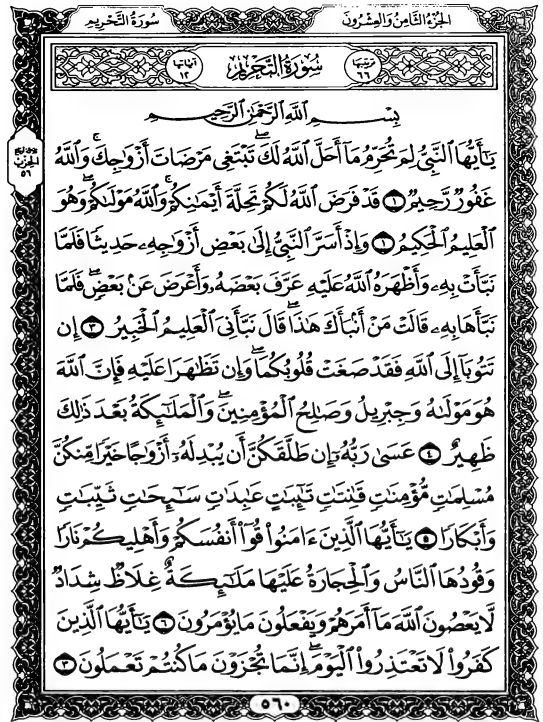 الجزء الثامن والعشرون
سورة التحريم
ترتيبها
٦٦
سُورَةُ التَّحْرِيمِ
آياتها
بِسْمِ ٱللَّهِ ٱلرَّحْمَٰنِ ٱلرَّحِيمِ
يَٰٓأَيُّهَا ٱلنَّبِىُّ لِمَ تُحَرِّمُ مَآ أَحَلَّ ٱللَّهُ لَكَ ۖ تَبْتَغِى مَرْضَاتَ أَزْوَٰجِكَ ۚ وَٱللَّهُ
غَفُورٌ رَّحِيمٌ ١ قَدْ فَرَضَ ٱللَّهُ لَكُمْ تَحِلَّةَ أَيْمَٰنِكُمْ ۚ وَٱللَّهُ مَوْلَىٰكُمْ ۖ وَهُوَ
ٱلْعَلِيمُ ٱلْحَكِيمُ وَإِذْ أَسَرَّ ٱلنَّبِىُّ إِلَىٰ بَعْضِ أَزْوَٰجِهِۦ حَدِيثًا فَلَمَّا
نَبَّأَتْ بِهِۦ وَأَظْهَرَهُ ٱللَّهُ عَلَيْهِ عَرَّفَ بَعْضَهُۥ وَأَعْرَضَ عَنۢ بَعْضٍ ۖ فَلَمَّا
نَبَّأَهَا بِهِۦ قَالَتْ مَنْ أَنۢبَأَكَ هَٰذَا ۖ قَالَ نَبَّأَنِىَ ٱلْعَلِيمُ ٱلْخَبِيرُ ٣ إِن
تَتُوبَآ إِلَى ٱللَّهِ فَقَدْ صَغَتْ قُلُوبُكُمَا ۖ وَإِن تَظَٰهَرَا عَلَيْهِ فَإِنَّ ٱللَّهَ
هُوَ مَوْلَىٰهُ وَجِبْرِيلُ وَصَٰلِحُ ٱلْمُؤْمِنِينَ ۖ وَٱلْمَلَٰٓئِكَةُ بَعْدَ ذَٰلِكَ
ظَهِيرٌ ٤ عَسَىٰ رَبُّهُۥٓ إِن طَلَّقَكُنَّ أَن يُبْدِلَهُۥٓ أَزْوَٰجًا خَيْرًا مِّنكُنَّ
مُسْلِمَٰتٍ مُّؤْمِنَٰتٍ قَٰنِتَٰتٍ تَٰٓئِبَٰتٍ عَٰبِدَٰتٍ سَٰٓئِحَٰتٍ ثَيِّبَٰتٍ
وَأَبْكَارًا ٥ يَٰٓأَيُّهَا ٱلَّذِينَ ءَامَنُوا۟ قُوٓا۟ أَنفُسَكُمْ وَأَهْلِيكُمْ نَارًا
وَقُودُهَا ٱلنَّاسُ وَٱلْحِجَارَةُ عَلَيْهَا مَلَٰٓئِكَةٌ غِلَاظٌ شِدَادٌ
لَّا يَعْصُونَ ٱللَّهَ مَآ أَمَرَهُمْ وَيَفْعَلُونَ مَا يُؤْمَرُونَ ٦ يَٰٓأَيُّهَا ٱلَّذِينَ
كَفَرُوا۟ لَا تَعْتَذِرُوا۟ ٱلْيَوْمَ ۖ إِنَّمَا تُجْزَوْنَ مَا كُنتُمْ تَعْمَلُونَ
الحزب
٥٦
٥٦٠